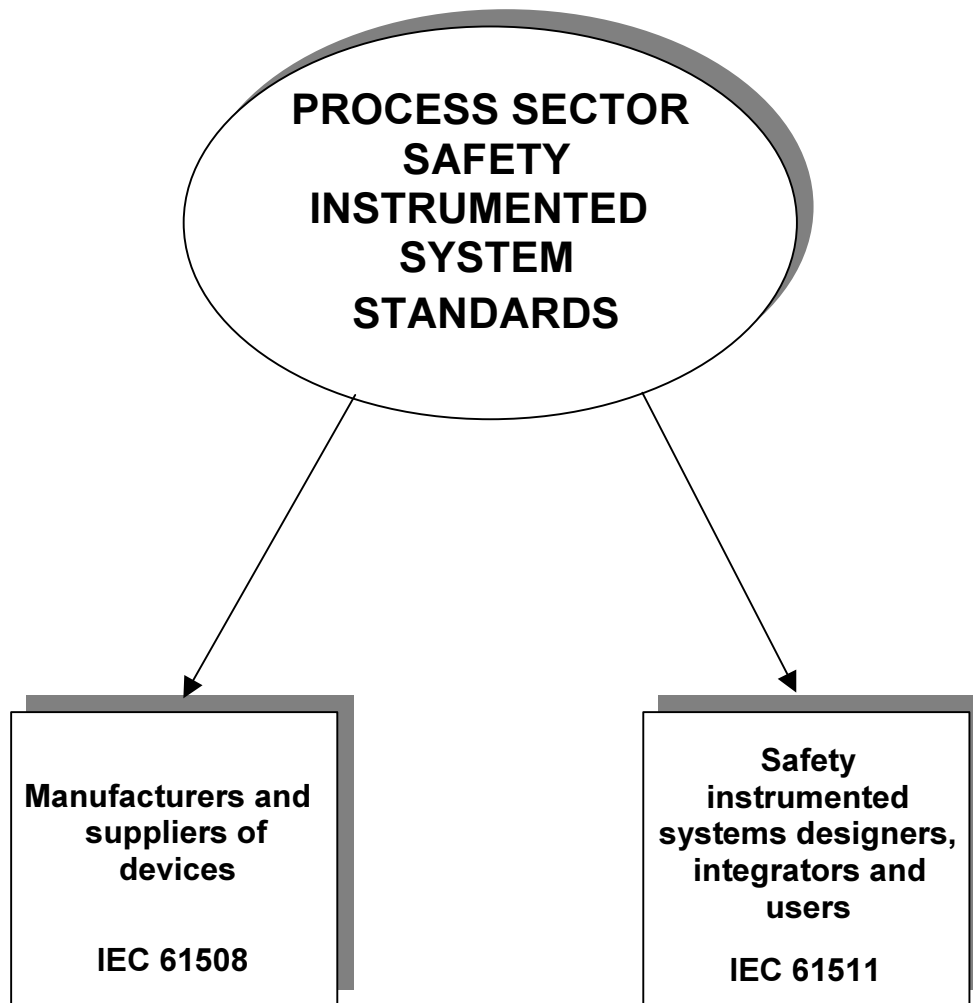 PROCESS SECTOR
SAFETY
INSTRUMENTED
SYSTEM
STANDARDS
Manufacturers and
suppliers of
devices
IEC 61508
Safety
instrumented
systems designers,
integrators and
users
IEC 61511